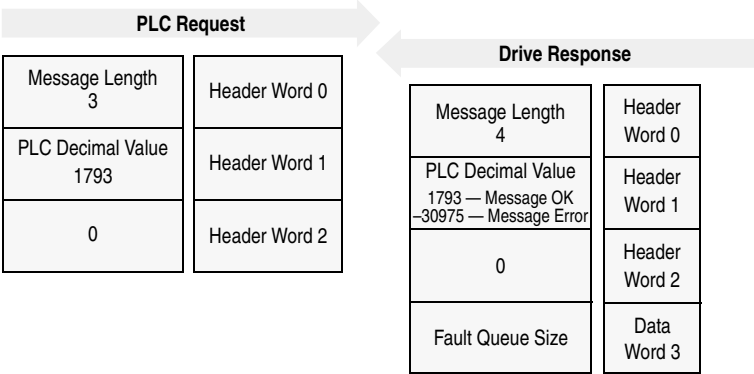 PLC Request
Message Length
3
Header Word 0
PLC Decimal Value
1793
Header Word 1
0
Header Word 2
Drive Response
Message Length
4
Header
Word 0
PLC Decimal Value
1793 — Message OK
–30975 — Message Error
Header
Word 1
0
Header
Word 2
Fault Queue Size
Data
Word 3